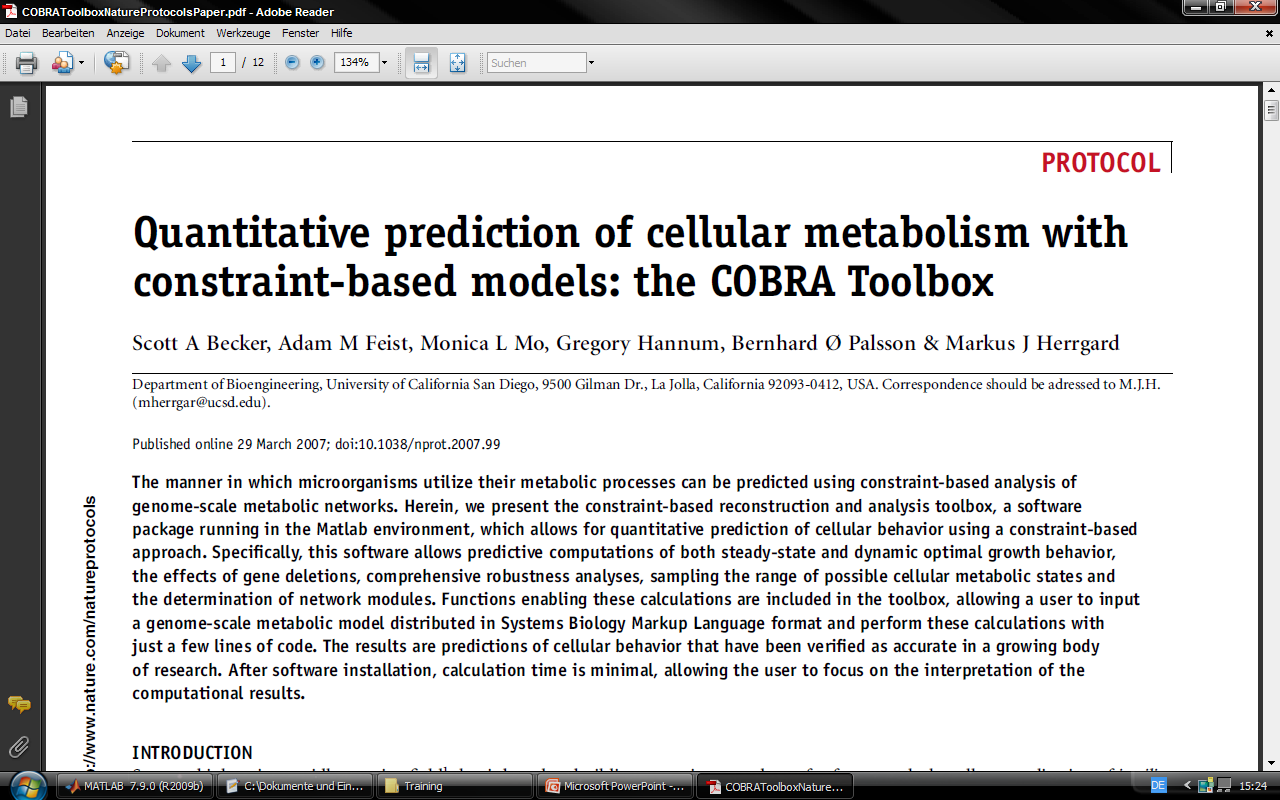 COBRAToolboxNatureProtocolsPaper.pdf - Adobe Reader
Datei Bearbeiten Anzeige Dokument Werkzeuge Fenster Hilfe
1 / 12 134% Suchen
PROTOCOL
Quantitative prediction of cellular metabolism with
constraint-based models: the COBRA Toolbox
Scott A Becker, Adam M Feist, Monica L Mo, Gregory Hannum, Bernhard Ø Palsson & Markus J Herrgard
Department of Bioengineering, University of California San Diego, 9500 Gilman Dr., La Jolla, California 92093-0412, USA. Correspondence should be adressed to M.J.H.
(mherrgar@ucsd.edu).
Published online 29 March 2007; doi:10.1038/nprot.2007.99
The manner in which microorganisms utilize their metabolic processes can be predicted using constraint-based analysis of
genome-scale metabolic networks. Herein, we present the constraint-based reconstruction and analysis toolbox, a software
package running in the Matlab environment, which allows for quantitative prediction of cellular behavior using a constraint-based
approach. Specifically, this software allows predictive computations of both steady-state and dynamic optimal growth behavior,
the effects of gene deletions, comprehensive robustness analyses, sampling the range of possible cellular metabolic states and
the determination of network modules. Functions enabling these calculations are included in the toolbox, allowing a user to input
a genome-scale metabolic model distributed in Systems Biology Markup Language format and perform these calculations with
just a few lines of code. The results are predictions of cellular behavior that have been verified as accurate in a growing body
of research. After software installation, calculation time is minimal, allowing the user to focus on the interpretation of the
computational results.
://www.nature.com/natureprotocols
INTRODUCTION
MATLAB 7.9.0 (R2009b) C:\Dokumente und Ein... Training Microsoft PowerPoint -... COBRAToolboxNature... DE 15:24